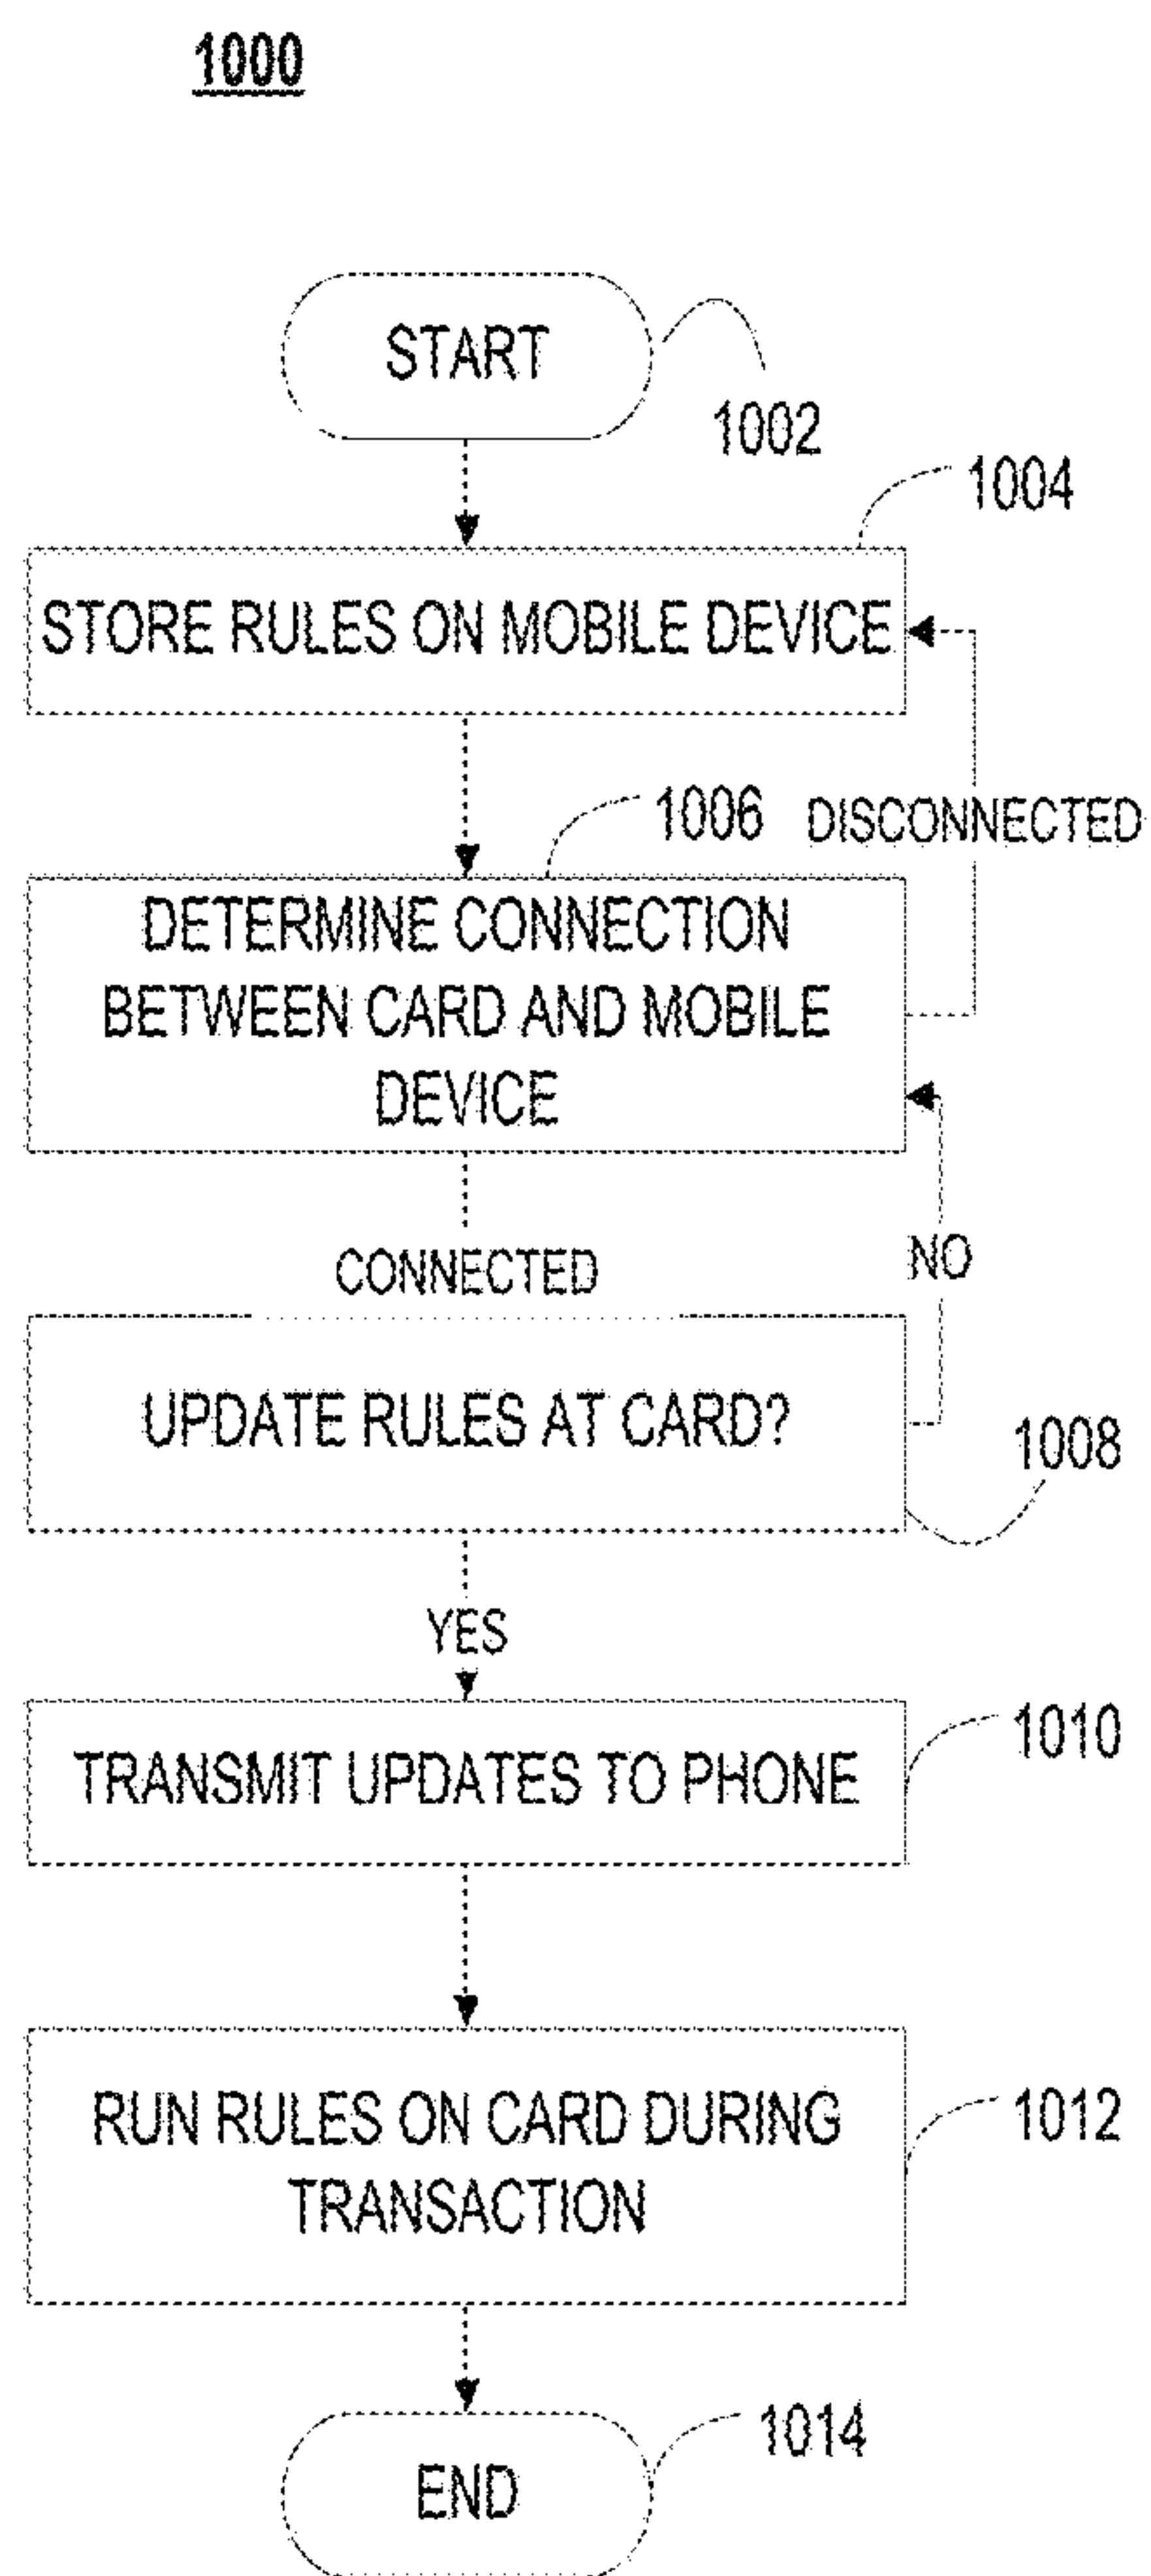 1000
START
1002
1004
STORE RULES ON MOBILE DEVICE
1006
DISCONNECTED
DETERMINE CONNECTION
BETWEEN CARD AND MOBILE
DEVICE
CONNECTED
NO
UPDATE RULES AT CARD?
1008
YES
TRANSMIT UPDATES TO PHONE
1010
RUN RULES ON CARD DURING
TRANSACTION
1012
END
1014